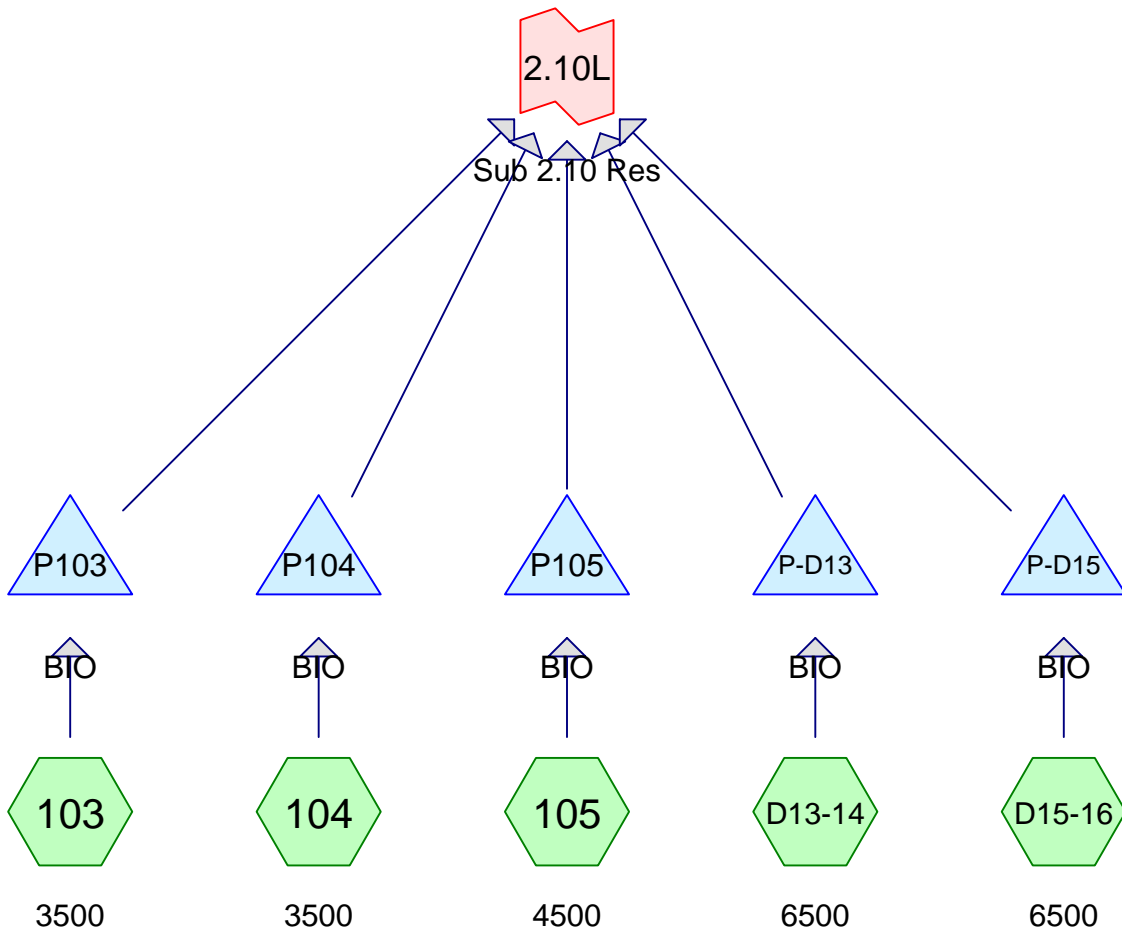 2.10L
Sub 2.10 Res
P103 P104 P105 P-D13 P-D15
BIO BIO BIO BIO BIO
103 104 105 D13-14 D15-16
3500 3500 4500 6500 6500